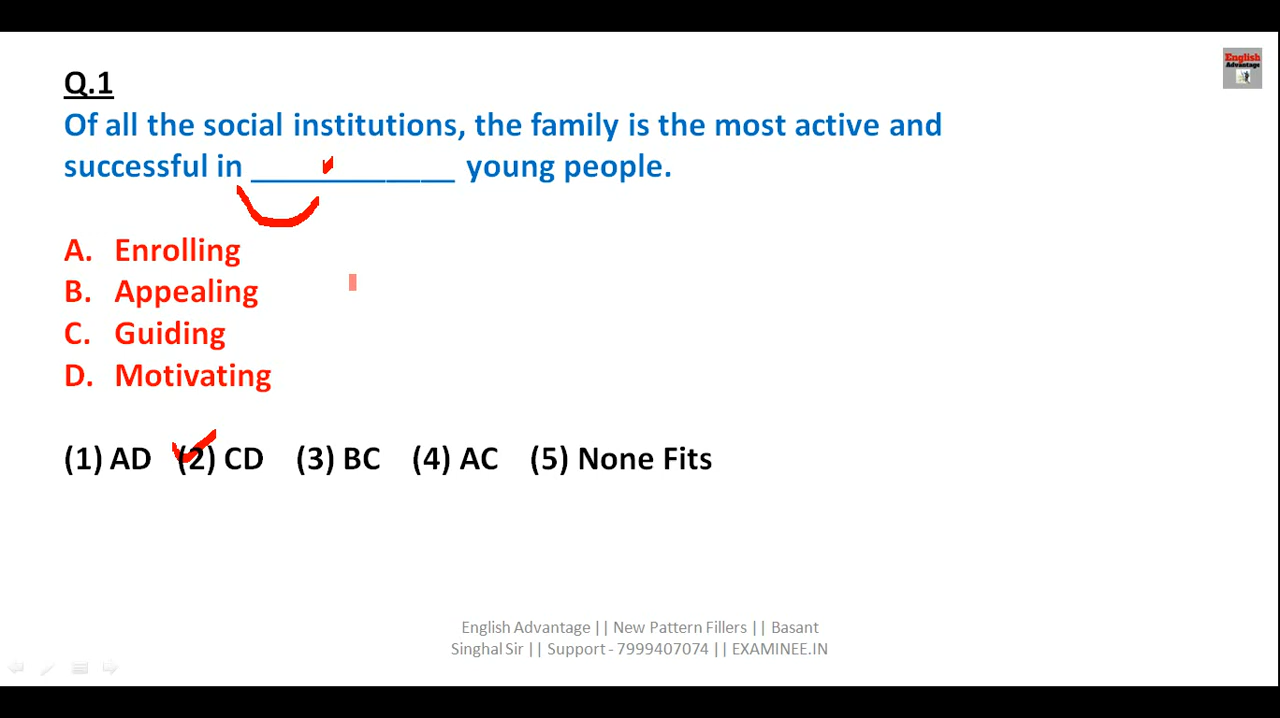 English
Advantage
Q.1
Of all the social institutions, the family is the most active and
successful in ____________ young people.
A. Enrolling
B. Appealing
C. Guiding
D. Motivating
(1) AD (2) CD (3) BC (4) AC (5) None Fits
English Advantage || New Pattern Fillers || Basant
Singhal Sir || Support - 7999407074 || EXAMINEE.IN